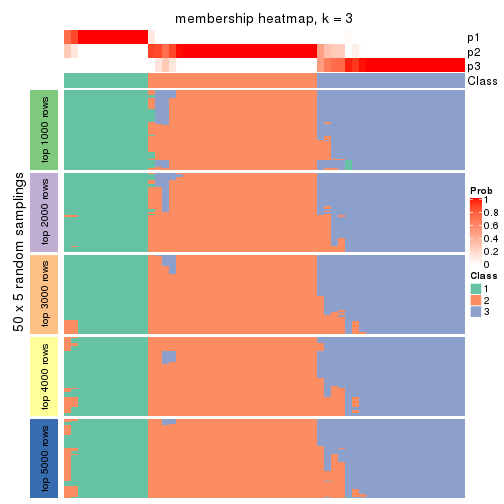 membership heatmap, k = 3
p1
p2
p3
Class
50 x 5 random samplings
top 1000 rows
top 2000 rows
top 3000 rows
top 4000 rows
top 5000 rows
Prob
1
0.8
0.6
0.4
0.2
0
Class
1
2
3